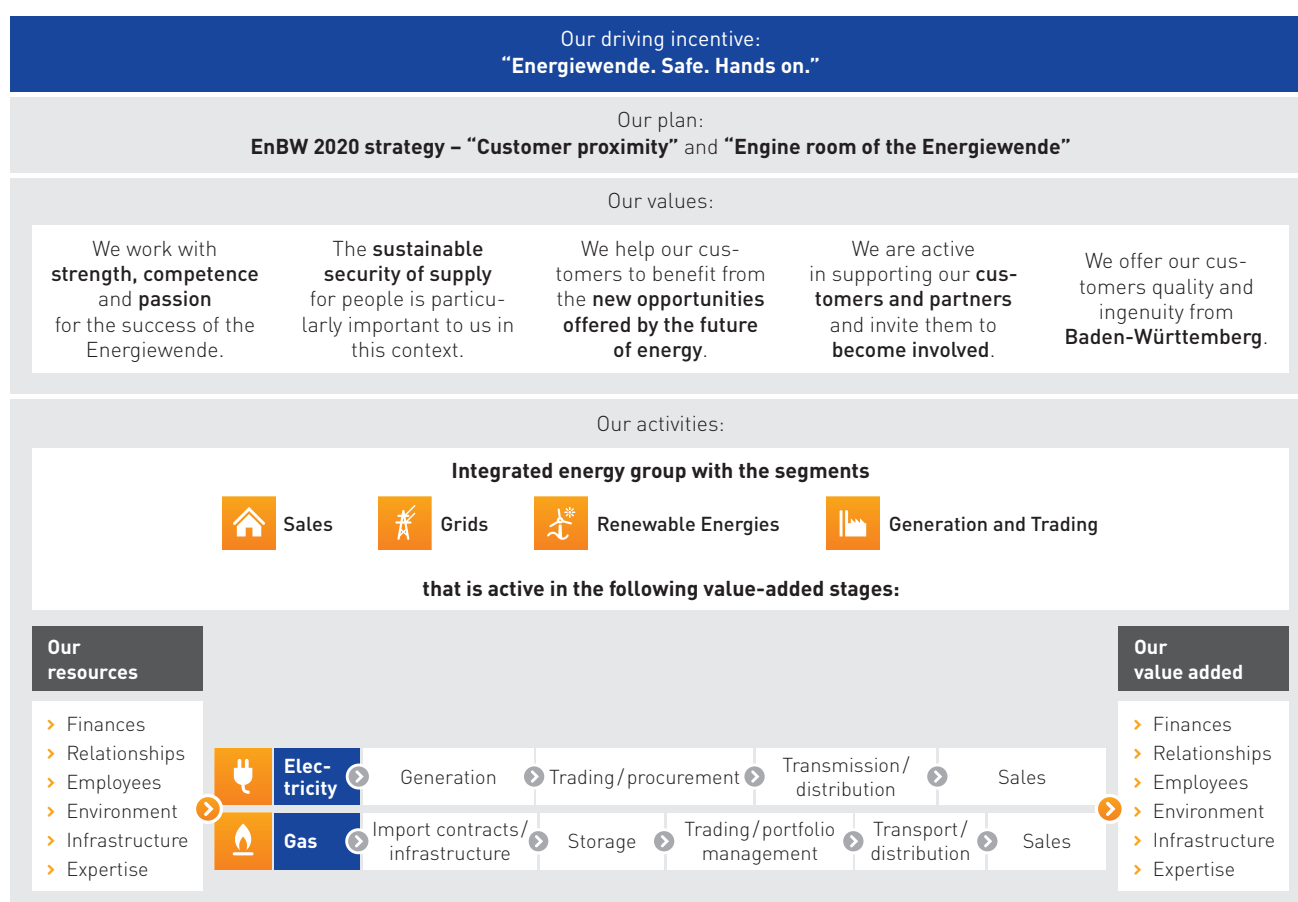 Our driving incentive:
“Energiewende. Safe. Hands on.”
Our plan:
EnBW 2020 strategy – “Customer proximity” and “Engine room of the Energiewende”
Our values:
We work with
strength, competence
and passion
for the success of the
Energiewende.
The sustainable
security of supply
for people is particu-
larly important to us in
this context.
We help our cus-
tomers to benefit from
the new opportunities
offered by the future
of energy.
We are active
in supporting our cus-
tomers and partners
and invite them to
become involved.
We offer our cus-
tomers quality and
ingenuity from
Baden-Württemberg.
Our activities:
Integrated energy group with the segments
Sales
Grids
Renewable Energies
Generation and Trading
that is active in the following value-added stages:
Our
resources
Finances
Relationships
Employees
Environment
Infrastructure
Expertise
Elec-
tricity
Generation
Trading/procurement
Transmission/
distribution
Sales
Gas
Import contracts/
infrastructure
Storage
Trading/portfolio
management
Transport/
distribution
Sales
Our
value added
Finances
Relationships
Employees
Environment
Infrastructure
Expertise